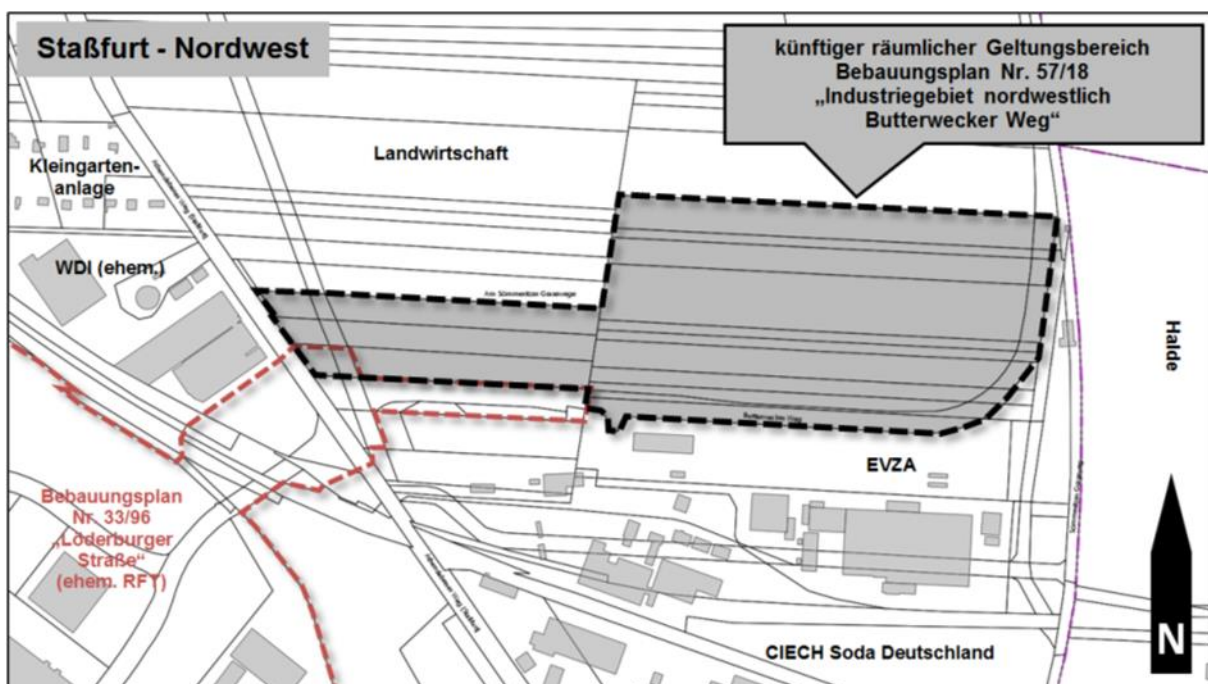 Staßfurt - Nordwest
künftiger räumlicher Geltungsbereich
Bebauungsplan Nr. 57/18
„Industriegebiet nordwestlich
Butterwecker Weg“
Kleingarten-
anlage
Landwirtschaft
WDI (ehem.)
Halde
EVZA
Bebauungsplan
Nr. 33/96
„Löderburger
Straße“
(ehem. RFT)
CIECH Soda Deutschland
N